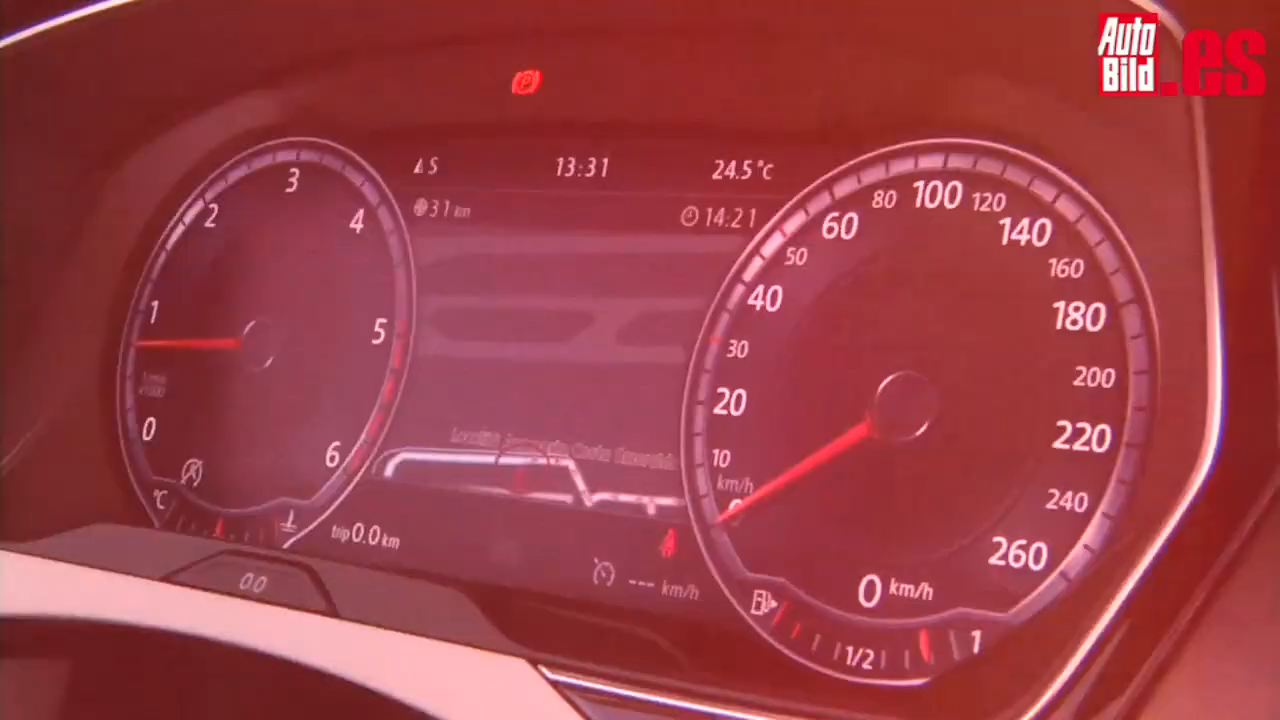 Auto
Bild
.es
P
S 13:31 24.5°C
31 km 14:21
0
1
2
3
4
5
6
°C
trip 0.0 km
0.0
--- km/h
10
20
30
40
50
60
80
100
120
140
160
180
200
220
240
260
km/h
0 km/h
1/2
1